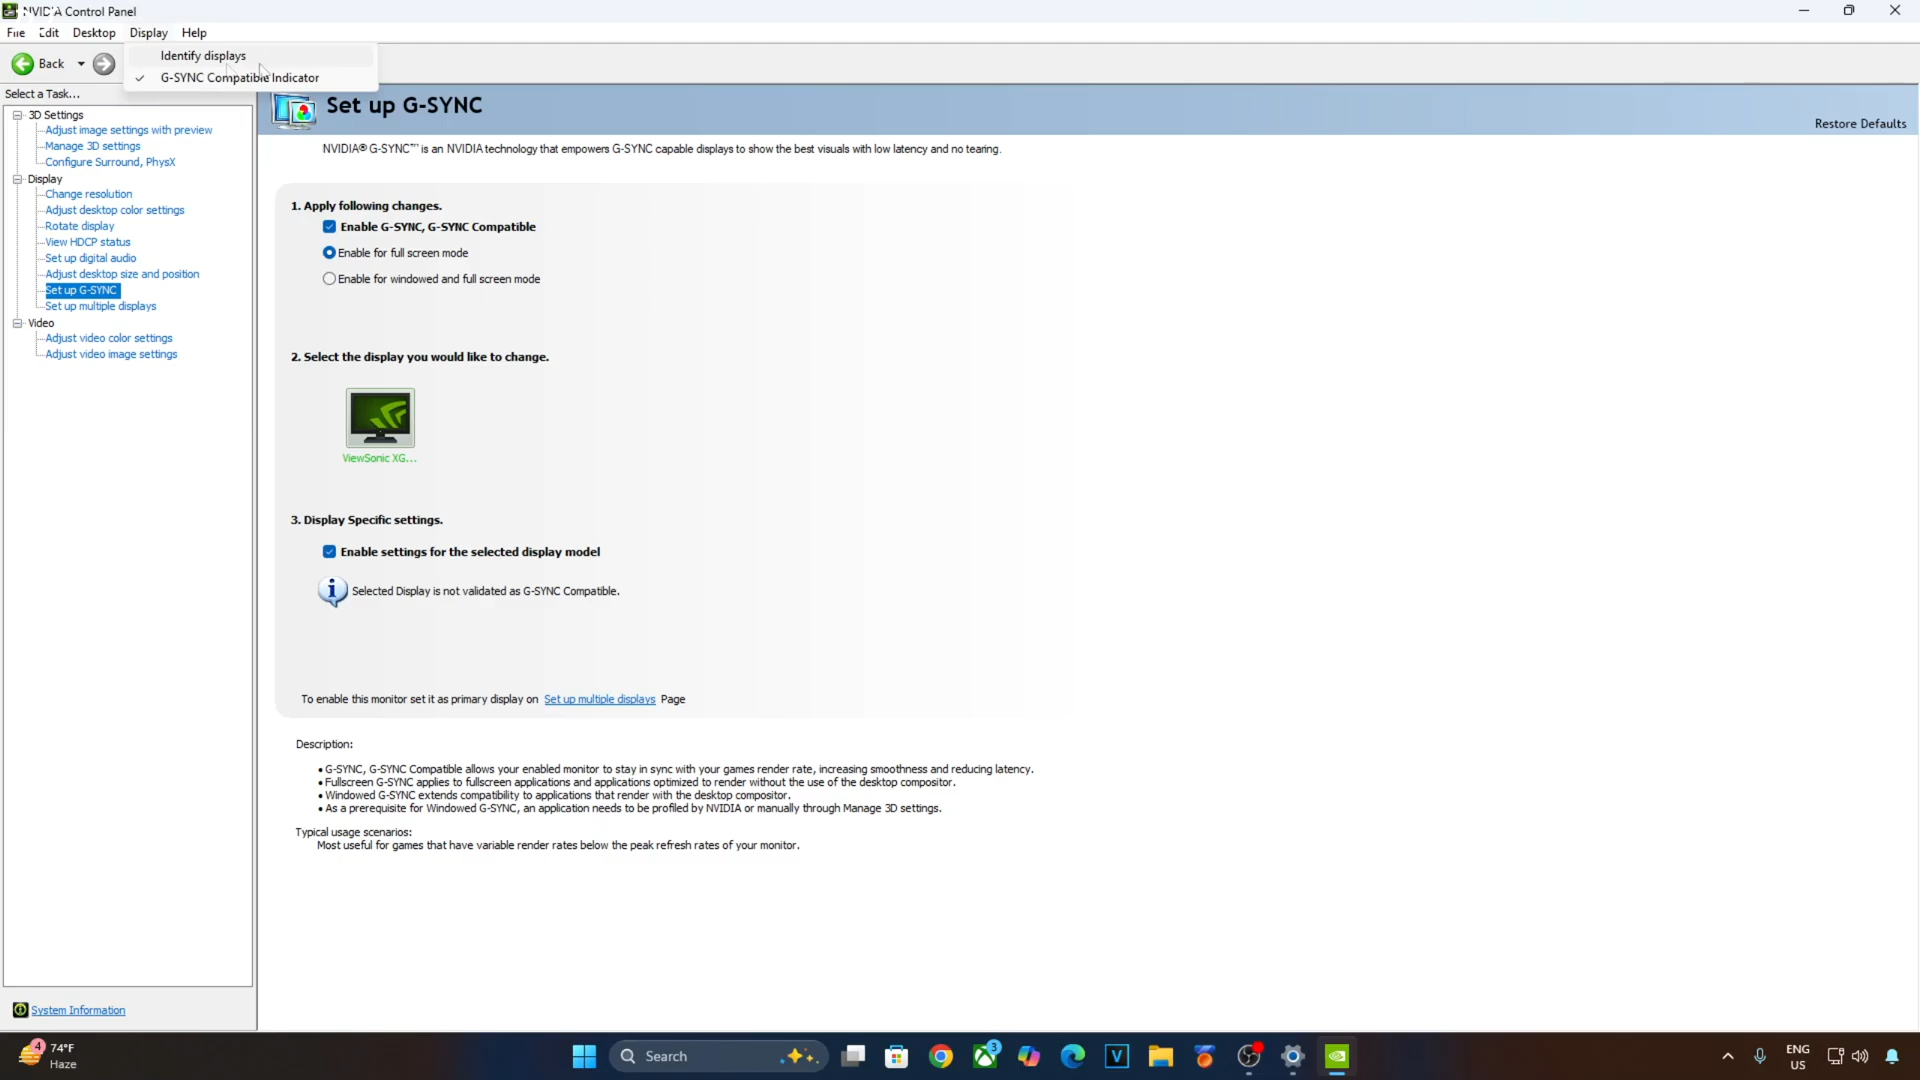 NVIDIA Control Panel
File Edit Desktop Display Help
Identify displays
Back
G-SYNC Compatible Indicator
Select a Task...
3D Settings
Adjust image settings with preview
Manage 3D settings
Configure Surround, PhysX
Display
Change resolution
Adjust desktop color settings
Rotate display
View HDCP status
Set up digital audio
Adjust desktop size and position
Set up G-SYNC
Set up multiple displays
Video
Adjust video color settings
Adjust video image settings
System Information
Set up G-SYNC
Restore Defaults
NVIDIA® G-SYNC™ is an NVIDIA technology that empowers G-SYNC capable displays to show the best visuals with low latency and no tearing.
1. Apply following changes.
Enable G-SYNC, G-SYNC Compatible
Enable for full screen mode
Enable for windowed and full screen mode
2. Select the display you would like to change.
ViewSonic XG...
3. Display Specific settings.
Enable settings for the selected display model
Selected Display is not validated as G-SYNC Compatible.
To enable this monitor set it as primary display on Set up multiple displays Page
Description:
• G-SYNC, G-SYNC Compatible allows your enabled monitor to stay in sync with your games render rate, increasing smoothness and reducing latency.
• Fullscreen G-SYNC applies to fullscreen applications and applications optimized to render without the use of the desktop compositor.
• Windowed G-SYNC extends compatibility to applications that render with the desktop compositor.
• As a prerequisite for Windowed G-SYNC, an application needs to be profiled by NVIDIA or manually through Manage 3D settings.
Typical usage scenarios:
Most useful for games that have variable render rates below the peak refresh rates of your monitor.
4
74°F
Haze
Search
3
V
ENG
US